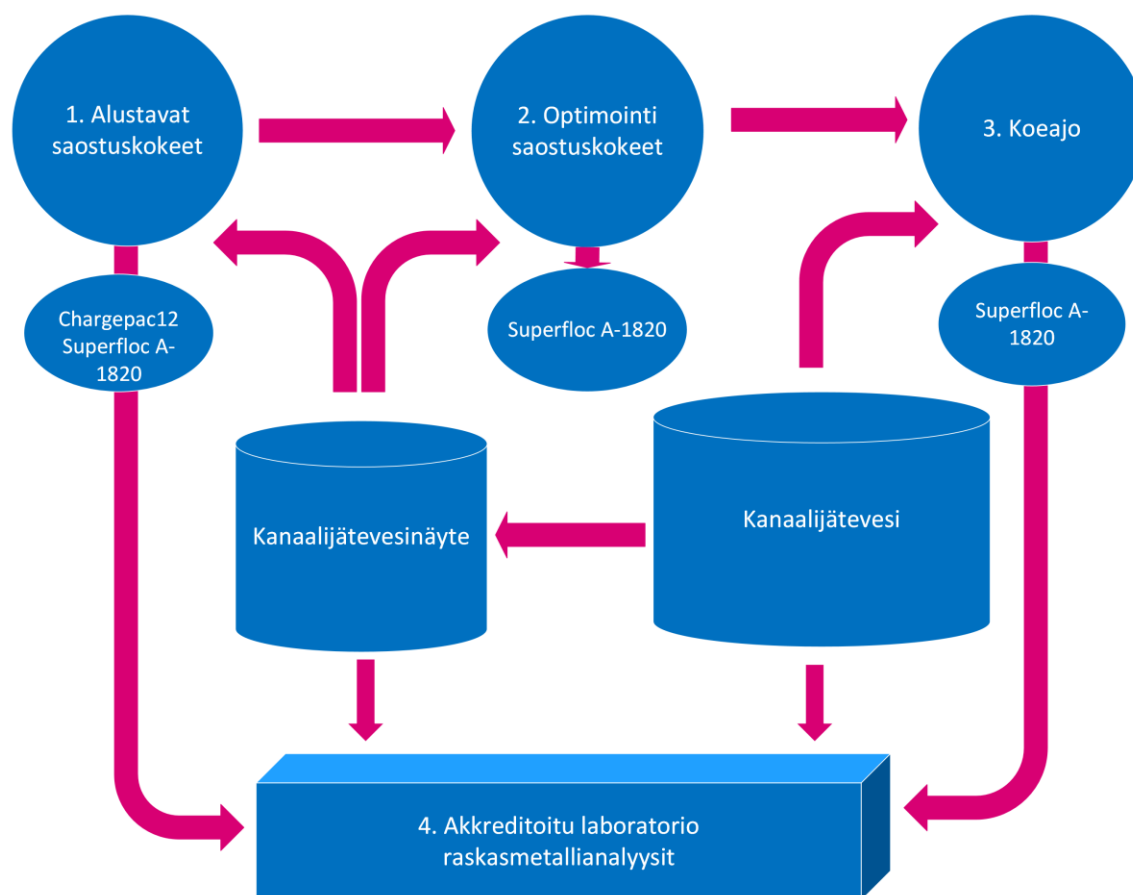 1. Alustavat
saostuskokeet
2. Optimointi
saostuskokeet
3. Koeajo
Chargepac12
Superfloc A-
1820
Superfloc A-1820
Superfloc A-
1820
Kanaalijätevesinäyte
Kanaalijätevesi
4. Akkreditoitu laboratorio
raskasmetallianalyysit